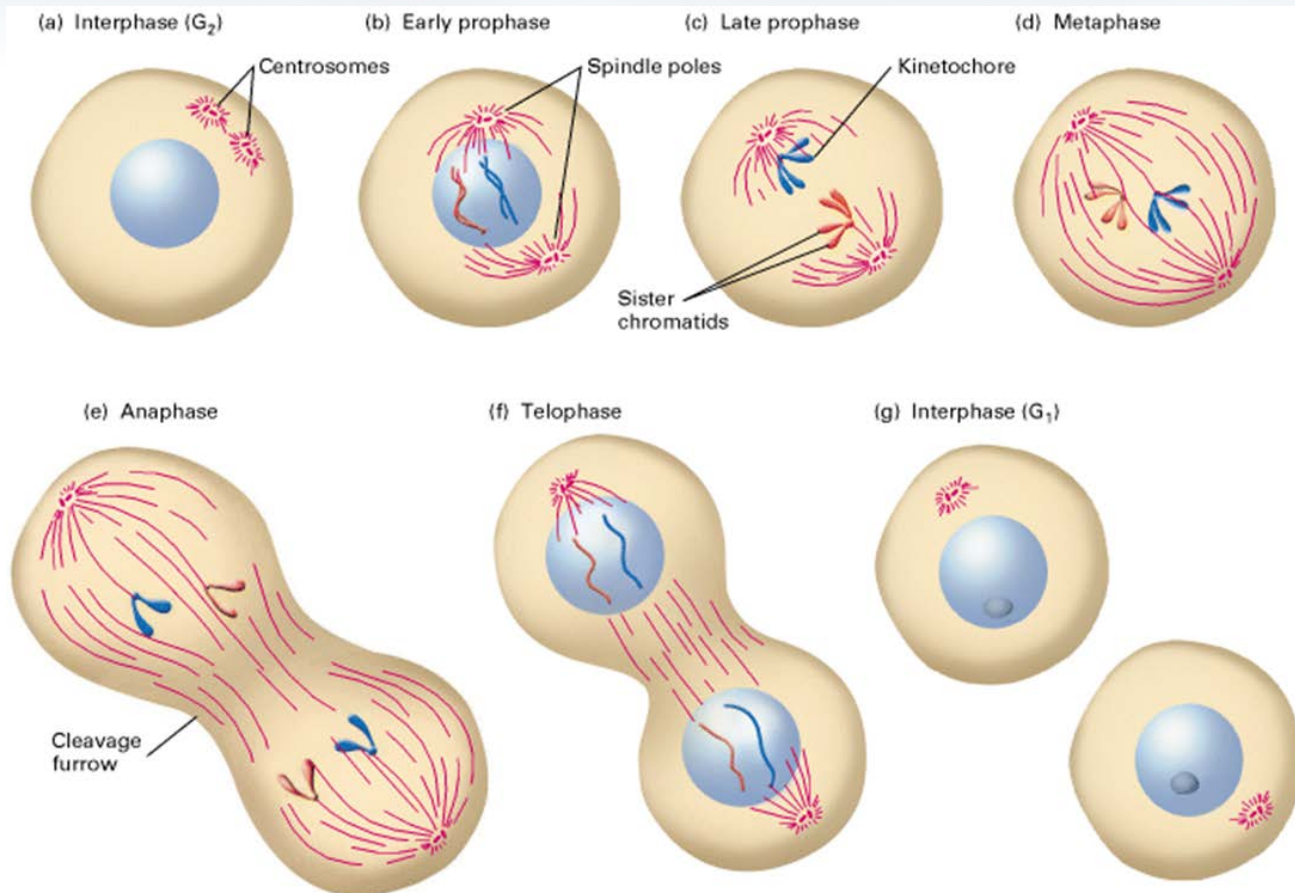 (a) Interphase (G₂)
(b) Early prophase
(c) Late prophase
(d) Metaphase
Centrosomes
Spindle poles
Kinetochore
Sister
chromatids
(e) Anaphase
(f) Telophase
(g) Interphase (G₁)
Cleavage
furrow